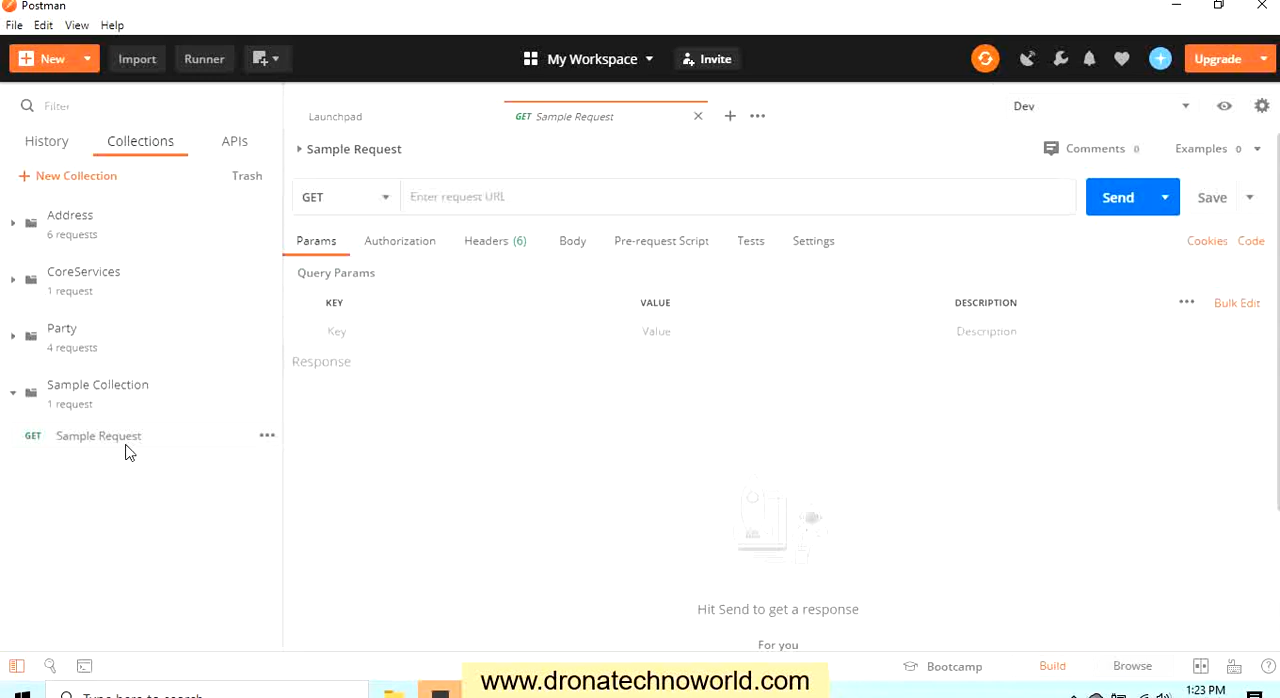 Postman
File Edit View Help
New Import Runner My Workspace Invite Upgrade
Filter
History Collections APIs
New Collection Trash
Address
6 requests
CoreServices
1 request
Party
4 requests
Sample Collection
1 request
GET Sample Request
Launchpad GET Sample Request Dev
Sample Request Comments 0 Examples 0
GET Enter request URL Send Save
Params Authorization Headers (6) Body Pre-request Script Tests Settings Cookies Code
Query Params
KEY VALUE DESCRIPTION Bulk Edit
Key Value Description
Response
Hit Send to get a response
For you
Bootcamp Build Browse
www.dronatechnoworld.com
Type here to search
1:23 PM